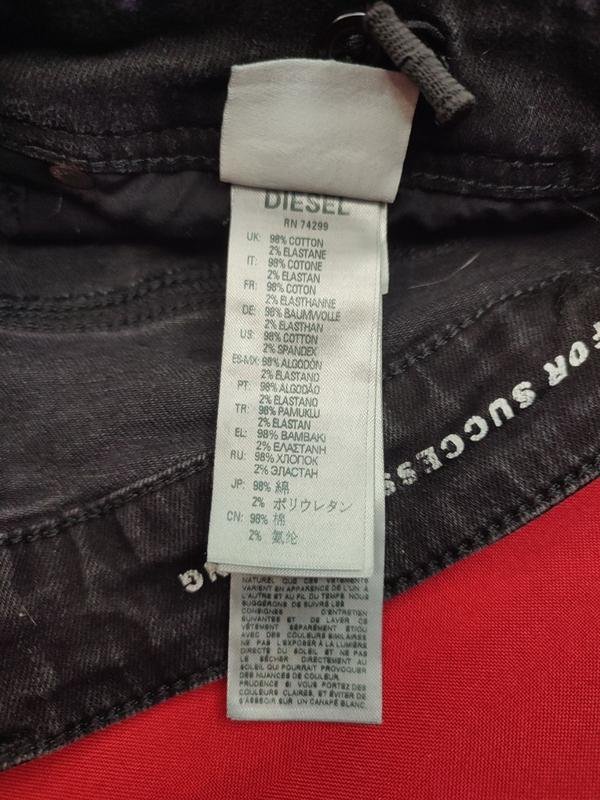 DIESEL
RN 74299
UK: 98% COTTON
2% ELASTANE
IT: 98% COTONE
2% ELASTAN
FR: 98% COTON
2% ELASTHANNE
DE: 98% BAUMWOLLE
2% ELASTHAN
US: 98% COTTON
2% SPANDEX
ES-MX: 98% ALGODÓN
2% ELASTANO
PT: 98% ALGODÃO
2% ELASTANO
TR: 98% PAMUKLU
2% ELASTAN
EL: 98% BAMBAKI
2% ΕΛΑΣΤΑΝΗ
RU: 98% ХЛОПОК
2% ЭЛАСТАН
JP: 98% 綿
2% ポリウレタン
CN: 98% 棉
2% 氨纶
NATUREL QUE CES VÊTEMENTS
VARIENT EN APPARENCE DE L'UN À
L'AUTRE ET AU FIL DU TEMPS. NOUS
SUGGÉRONS DE SUIVRE LES
CONSIGNES D'ENTRETIEN
SUIVANTES ET DE LAVER CE
VÊTEMENT SÉPARÉMENT ET/OU
AVEC DES COULEURS SIMILAIRES.
NE PAS L'EXPOSER À LA LUMIÈRE
DIRECTE DU SOLEIL ET NE PAS
LE SÉCHER DIRECTEMENT AU
SOLEIL QUI POURRAIT PROVOQUER
DES NUANCES DE COULEUR.
PRUDENCE SI VOUS PORTEZ DES
COULEURS CLAIRES, ET ÉVITER DE
S'ASSEOIR SUR UN CANAPÉ BLANC.
FOR SUCCESS
NG